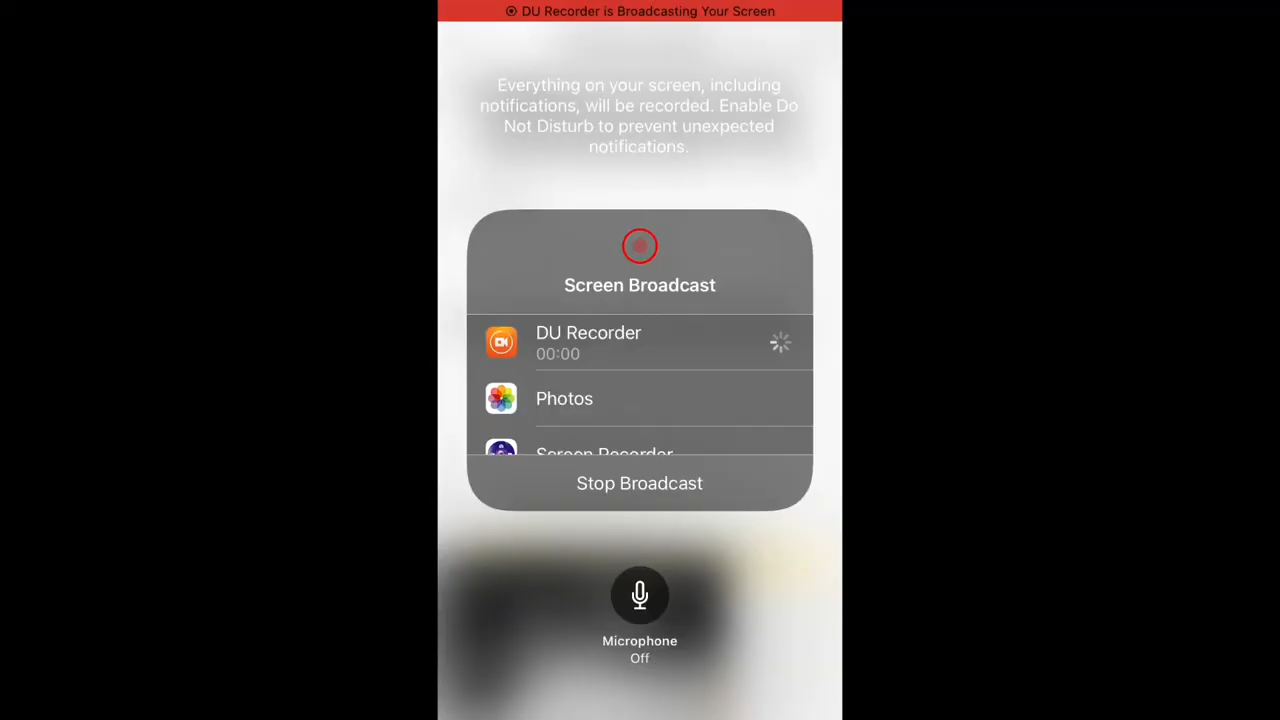 DU Recorder is Broadcasting Your Screen
Everything on your screen, including
notifications, will be recorded. Enable Do
Not Disturb to prevent unexpected
notifications.
Screen Broadcast
DU Recorder
00:00
Photos
Screen Recorder
Stop Broadcast
Microphone
Off